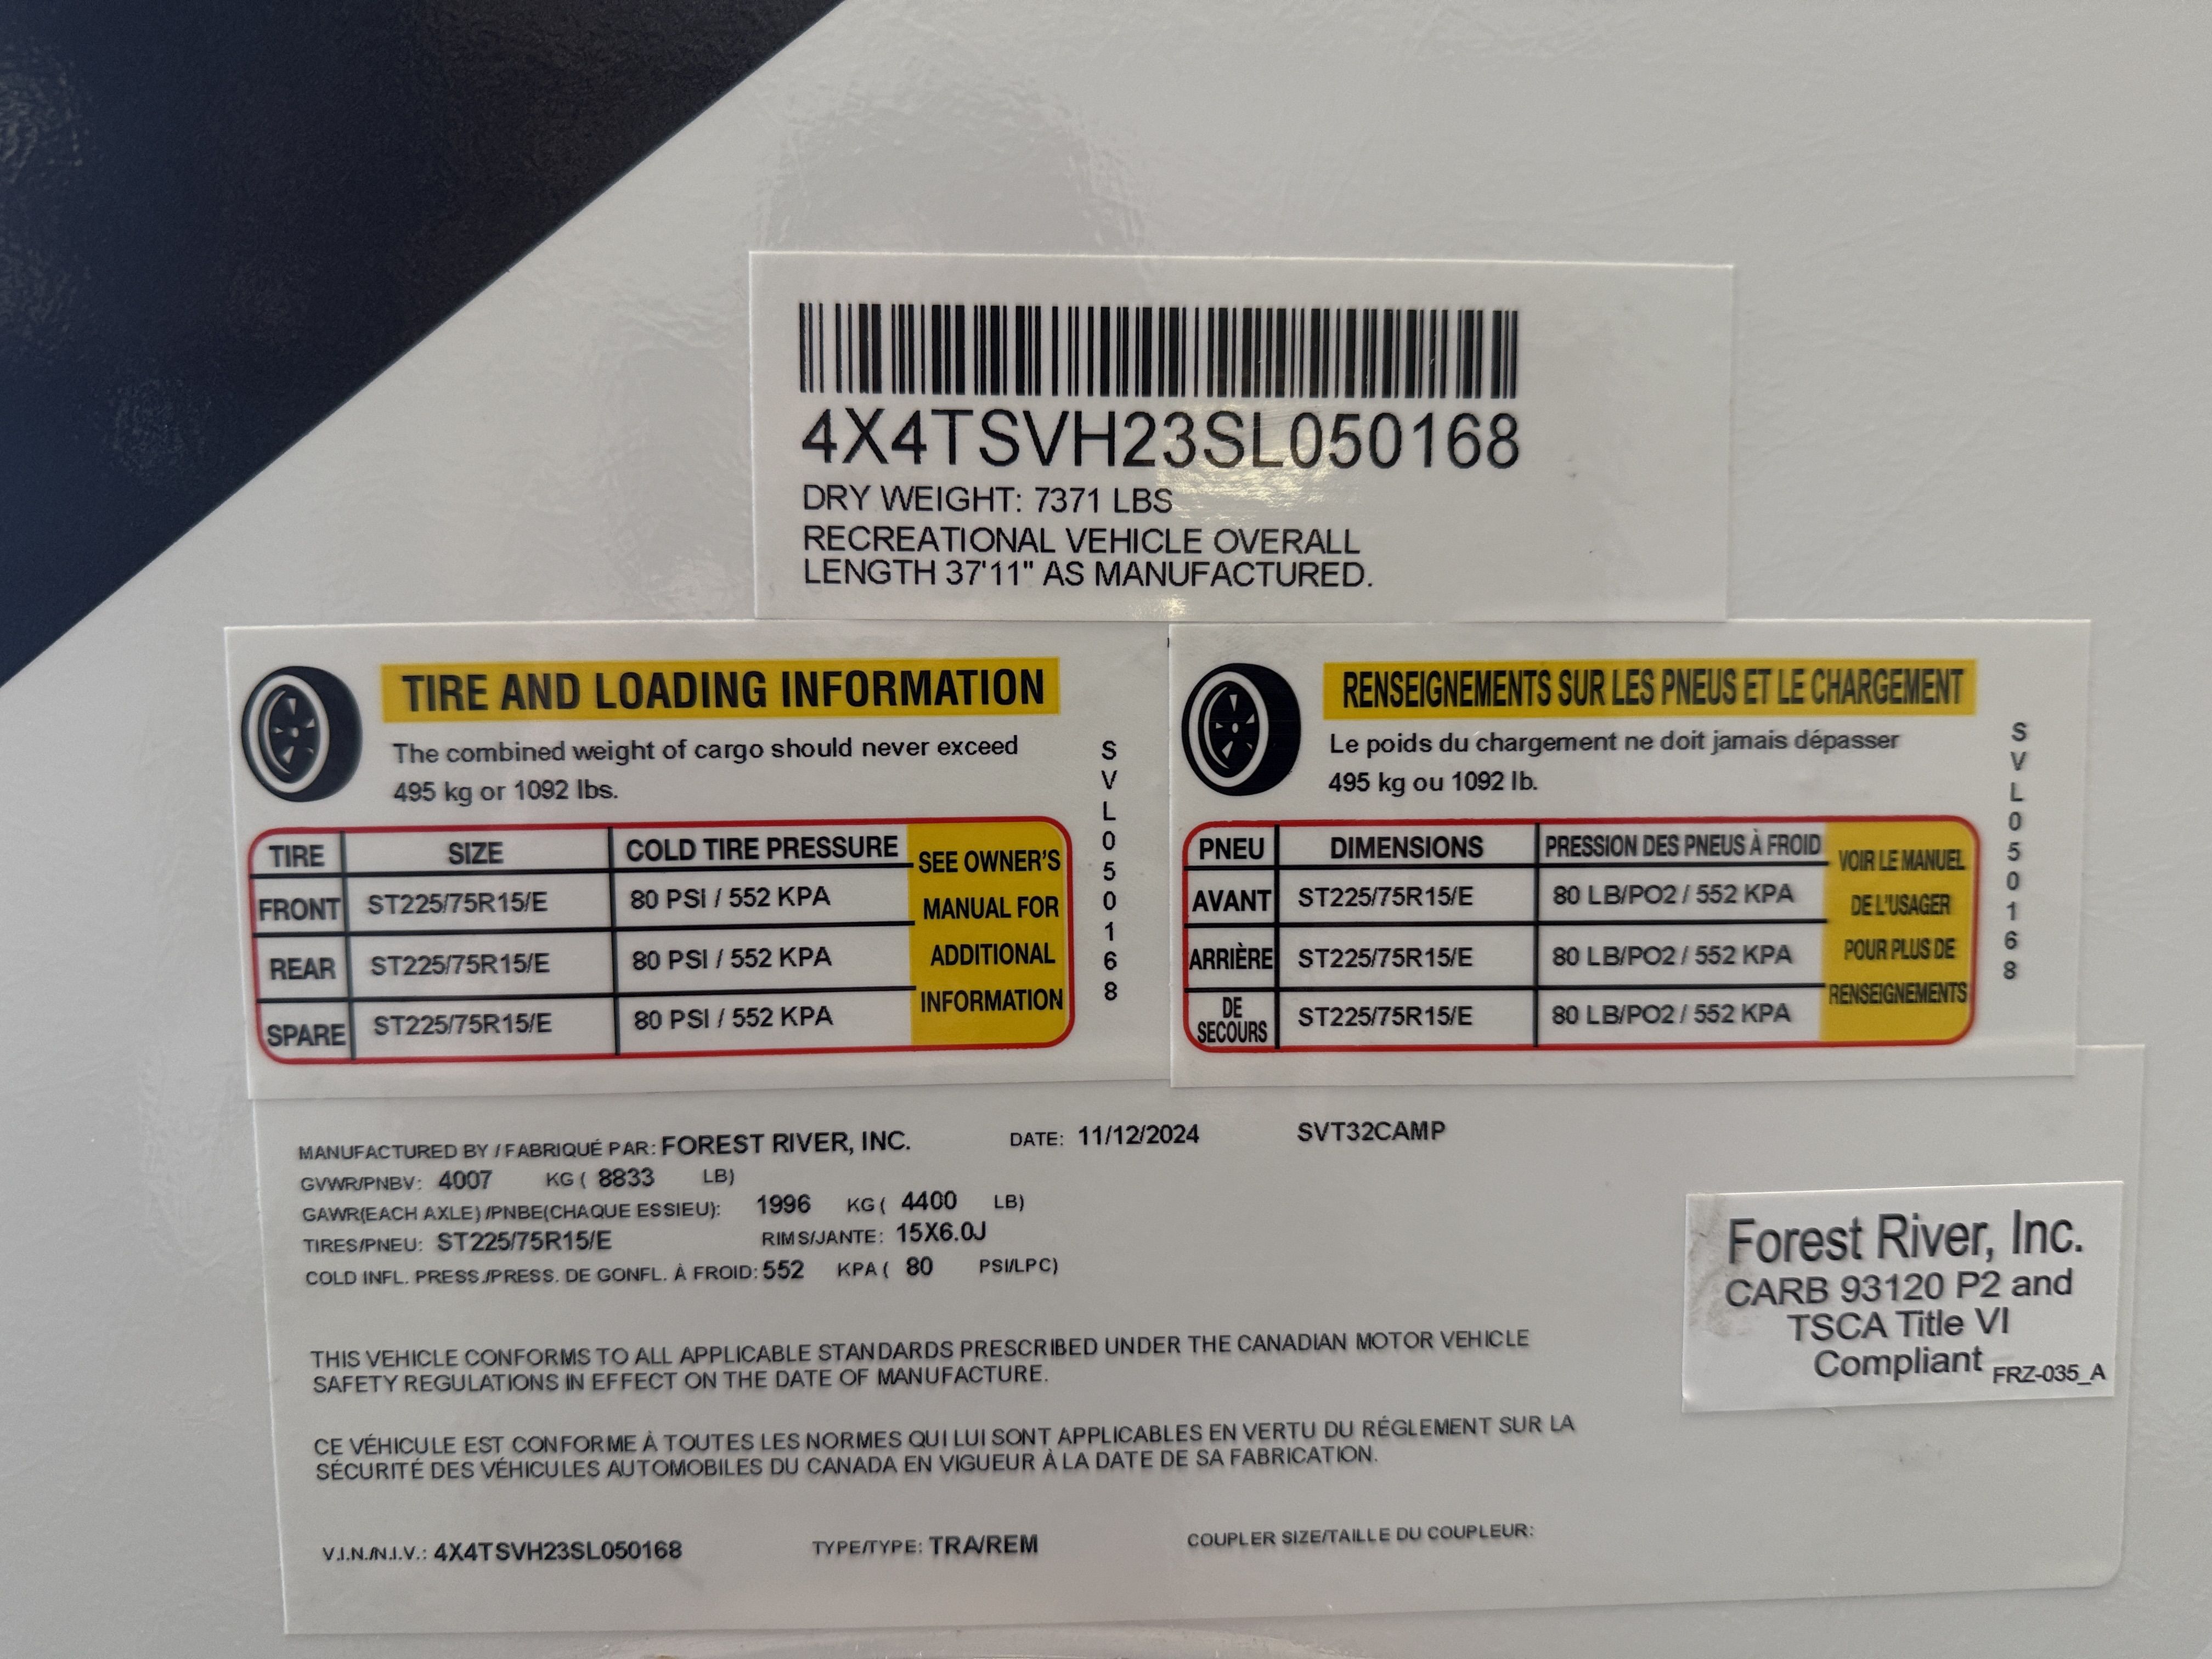 4X4TSVH23SL050168
DRY WEIGHT: 7371 LBS
RECREATIONAL VEHICLE OVERALL
LENGTH 37'11" AS MANUFACTURED.
TIRE AND LOADING INFORMATION
The combined weight of cargo should never exceed
495 kg or 1092 lbs.
TIRE SIZE COLD TIRE PRESSURE
FRONT ST225/75R15/E 80 PSI / 552 KPA
REAR ST225/75R15/E 80 PSI / 552 KPA
SPARE ST225/75R15/E 80 PSI / 552 KPA
SEE OWNER'S
MANUAL FOR
ADDITIONAL
INFORMATION
SVL050168
RENSEIGNEMENTS SUR LES PNEUS ET LE CHARGEMENT
Le poids du chargement ne doit jamais dépasser
495 kg ou 1092 lb.
PNEU DIMENSIONS PRESSION DES PNEUS À FROID
AVANT ST225/75R15/E 80 LB/PO2 / 552 KPA
ARRIÈRE ST225/75R15/E 80 LB/PO2 / 552 KPA
DE
SECOURS ST225/75R15/E 80 LB/PO2 / 552 KPA
VOIR LE MANUEL
DE L'USAGER
POUR PLUS DE
RENSEIGNEMENTS
SVL050168
MANUFACTURED BY / FABRIQUÉ PAR: FOREST RIVER, INC. DATE: 11/12/2024 SVT32CAMP
GVWR/PNBV: 4007 KG ( 8833 LB)
GAWR(EACH AXLE) /PNBE(CHAQUE ESSIEU): 1996 KG ( 4400 LB)
TIRES/PNEU: ST225/75R15/E RIMS/JANTE: 15X6.0J
COLD INFL. PRESS./PRESS. DE GONFL. À FROID: 552 KPA ( 80 PSI/LPC)
THIS VEHICLE CONFORMS TO ALL APPLICABLE STANDARDS PRESCRIBED UNDER THE CANADIAN MOTOR VEHICLE
SAFETY REGULATIONS IN EFFECT ON THE DATE OF MANUFACTURE.
CE VÉHICULE EST CONFORME À TOUTES LES NORMES QUI LUI SONT APPLICABLES EN VERTU DU RÉGLEMENT SUR LA
SÉCURITÉ DES VÉHICULES AUTOMOBILES DU CANADA EN VIGUEUR À LA DATE DE SA FABRICATION.
V.I.N./N.I.V.: 4X4TSVH23SL050168 TYPE/TYPE: TRA/REM COUPLER SIZE/TAILLE DU COUPLEUR:
Forest River, Inc.
CARB 93120 P2 and
TSCA Title VI
Compliant FRZ-035_A